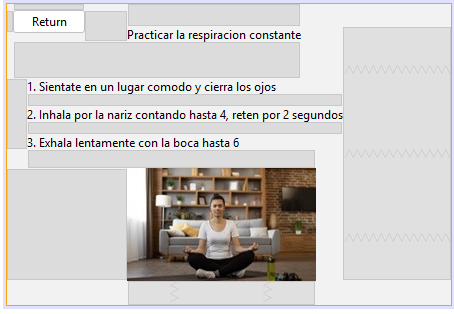 Return
Practicar la respiracion constante
1. Sientate en un lugar comodo y cierra los ojos
2. Inhala por la nariz contando hasta 4, reten por 2 segundos
3. Exhala lentamente con la boca hasta 6